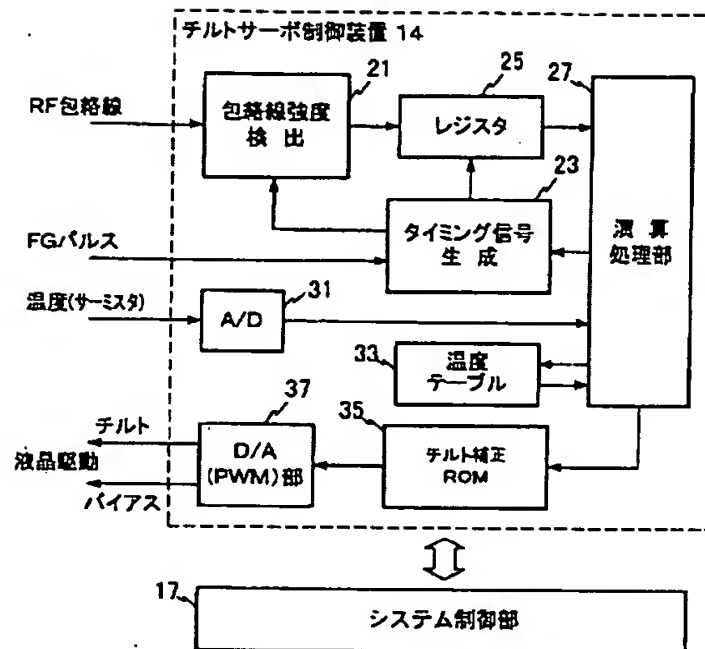 チルトサーボ制御装置 14
RF包絡線
包絡線強度
検出
21
レジスタ
25
27
演算
処理部
23
タイミング信号
生成
FGパルス
温度(サーミスタ)
A/D
31
33
温度
テーブル
チルト
液晶駆動
バイアス
37
D/A
(PWM)部
35
チルト補正
ROM
17
システム制御部